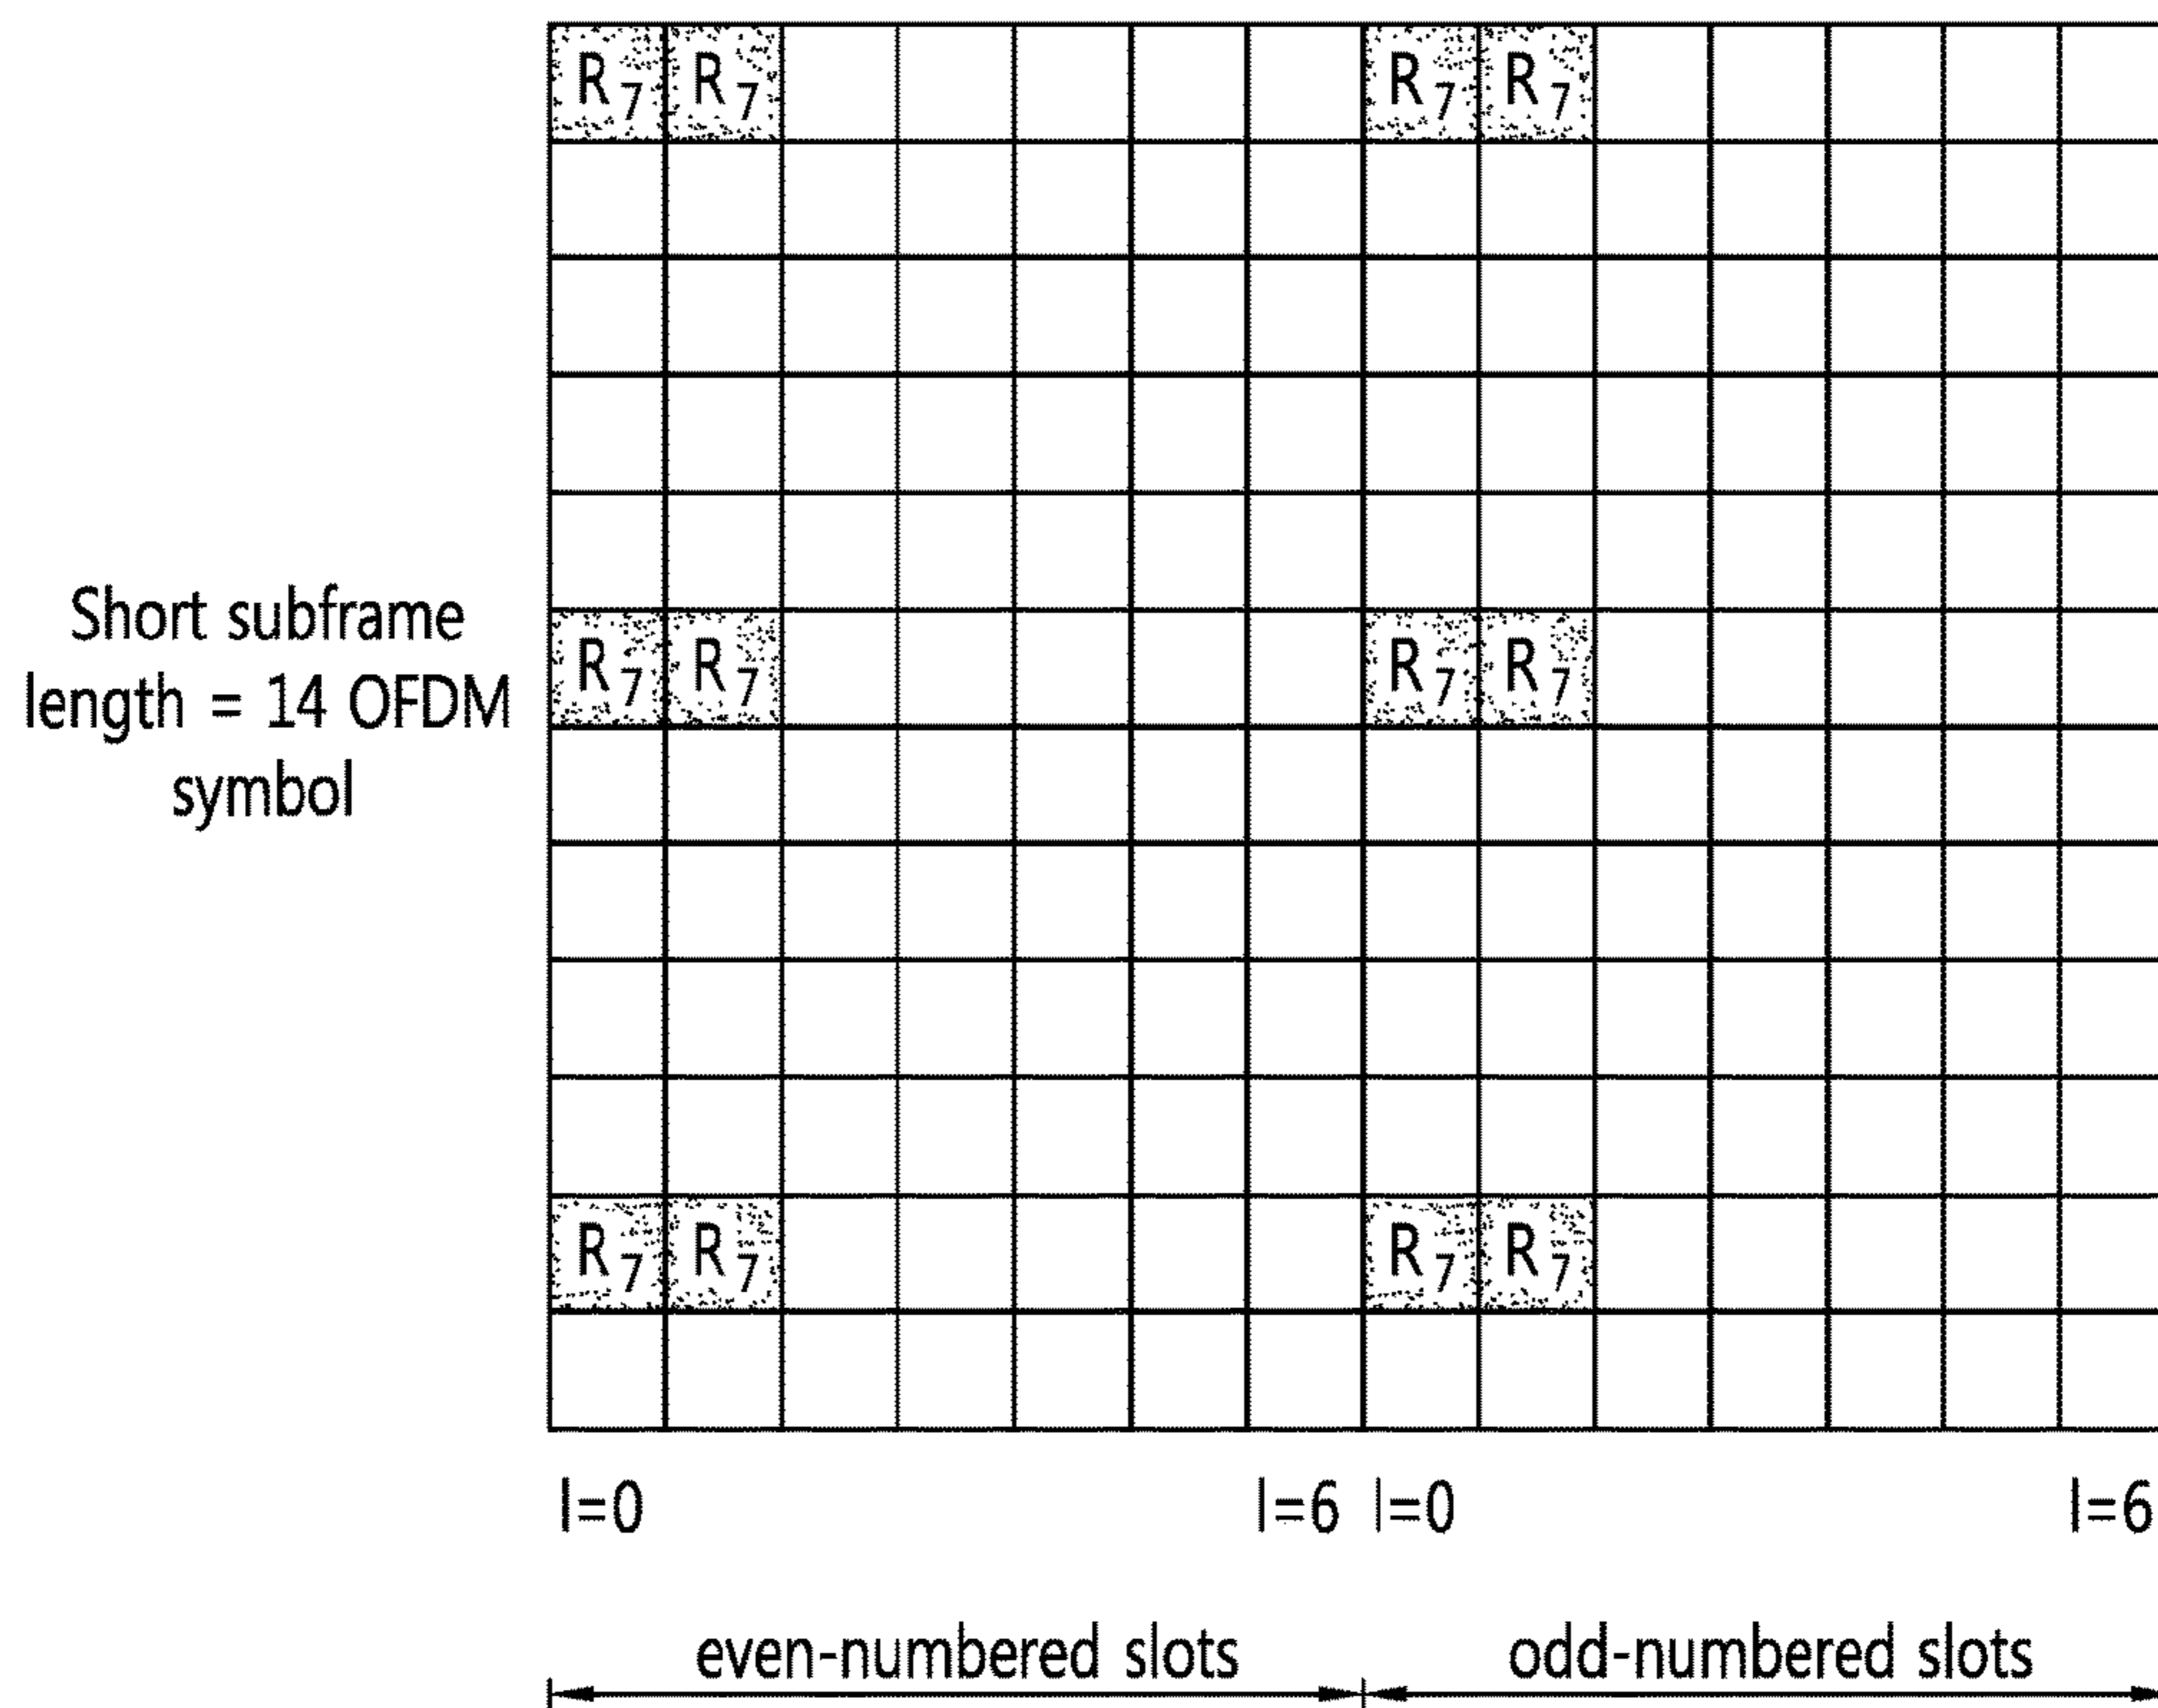 R7 R7 R7 R7
Short subframe
length = 14 OFDM
symbol
R7 R7 R7 R7
R7 R7 R7 R7
l=0 l=6 l=0 l=6
even-numbered slots odd-numbered slots